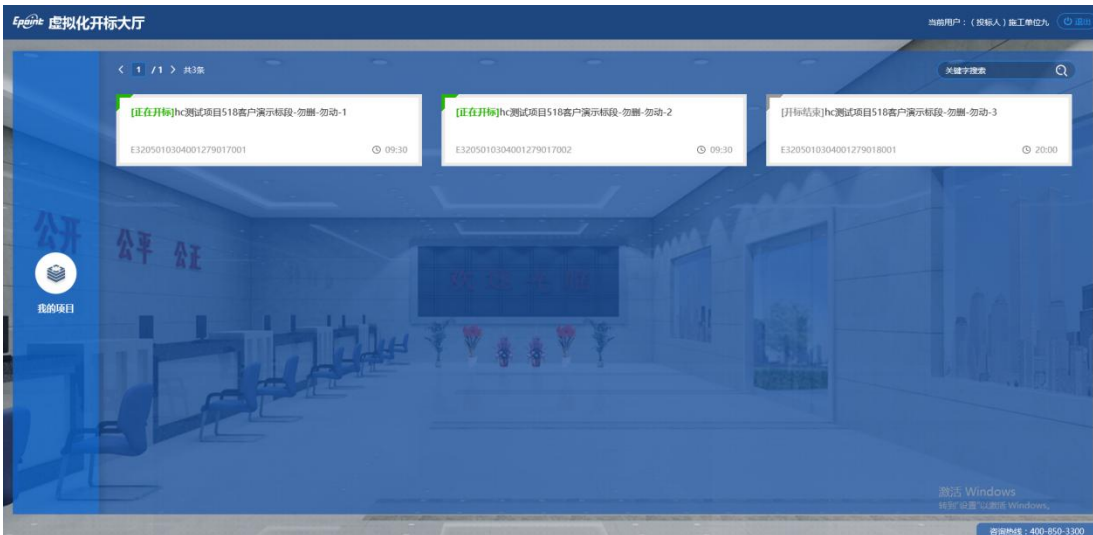 Epoint 虚拟化开标大厅
当前用户：（投标人）施工单位九
退出
1 /1 共3条
关键字搜索
[正在开标]hc测试项目518客户演示标段-勿删-勿动-1
E3205010304001279017001
09:30
[正在开标]hc测试项目518客户演示标段-勿删-勿动-2
E3205010304001279017002
09:30
[开标结束]hc测试项目518客户演示标段-勿删-勿动-3
E3205010304001279018001
20:00
公开 公平 公正
我的项目
激活 Windows
转到"设置"以激活 Windows。
咨询热线：400-850-3300